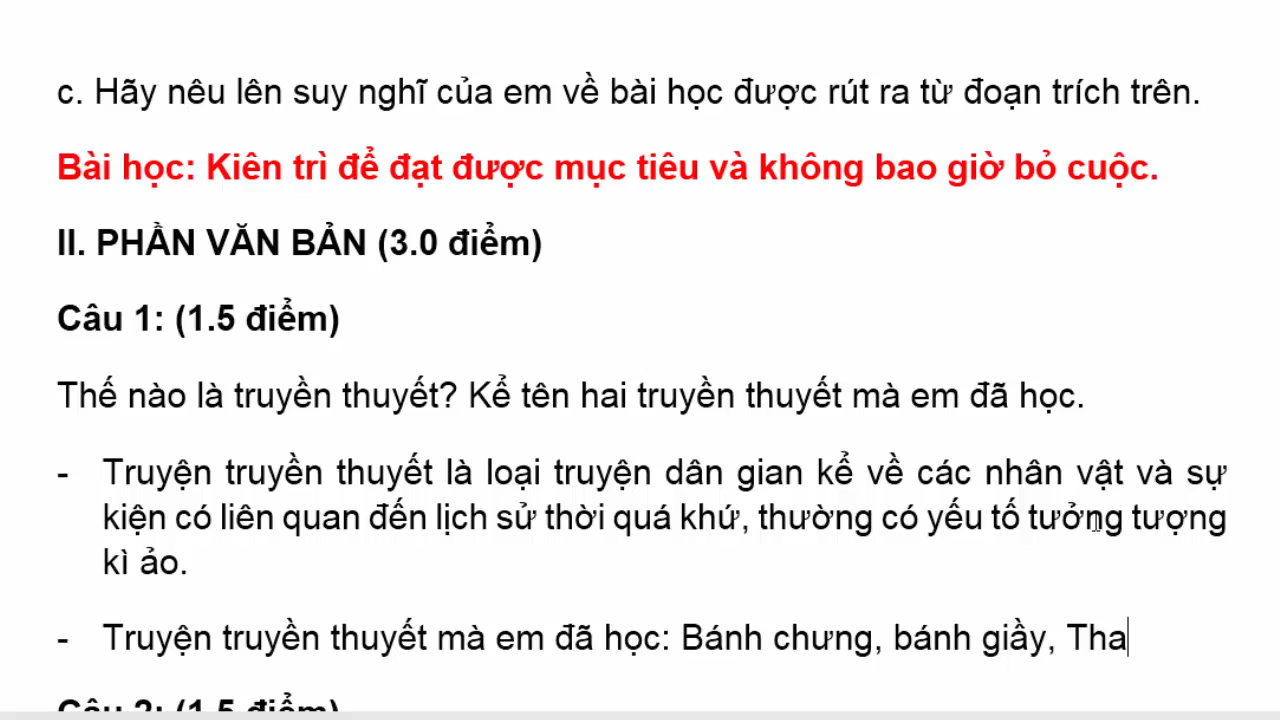 c. Hãy nêu lên suy nghĩ của em về bài học được rút ra từ đoạn trích trên.
Bài học: Kiên trì để đạt được mục tiêu và không bao giờ bỏ cuộc.
II. PHẦN VĂN BẢN (3.0 điểm)
Câu 1: (1.5 điểm)
Thế nào là truyền thuyết? Kể tên hai truyền thuyết mà em đã học.
- Truyện truyền thuyết là loại truyện dân gian kể về các nhân vật và sự
kiện có liên quan đến lịch sử thời quá khứ, thường có yếu tố tưởng tượng
kì ảo.
- Truyện truyền thuyết mà em đã học: Bánh chưng, bánh giầy, Tha
Câu 2: (1.5 điểm)